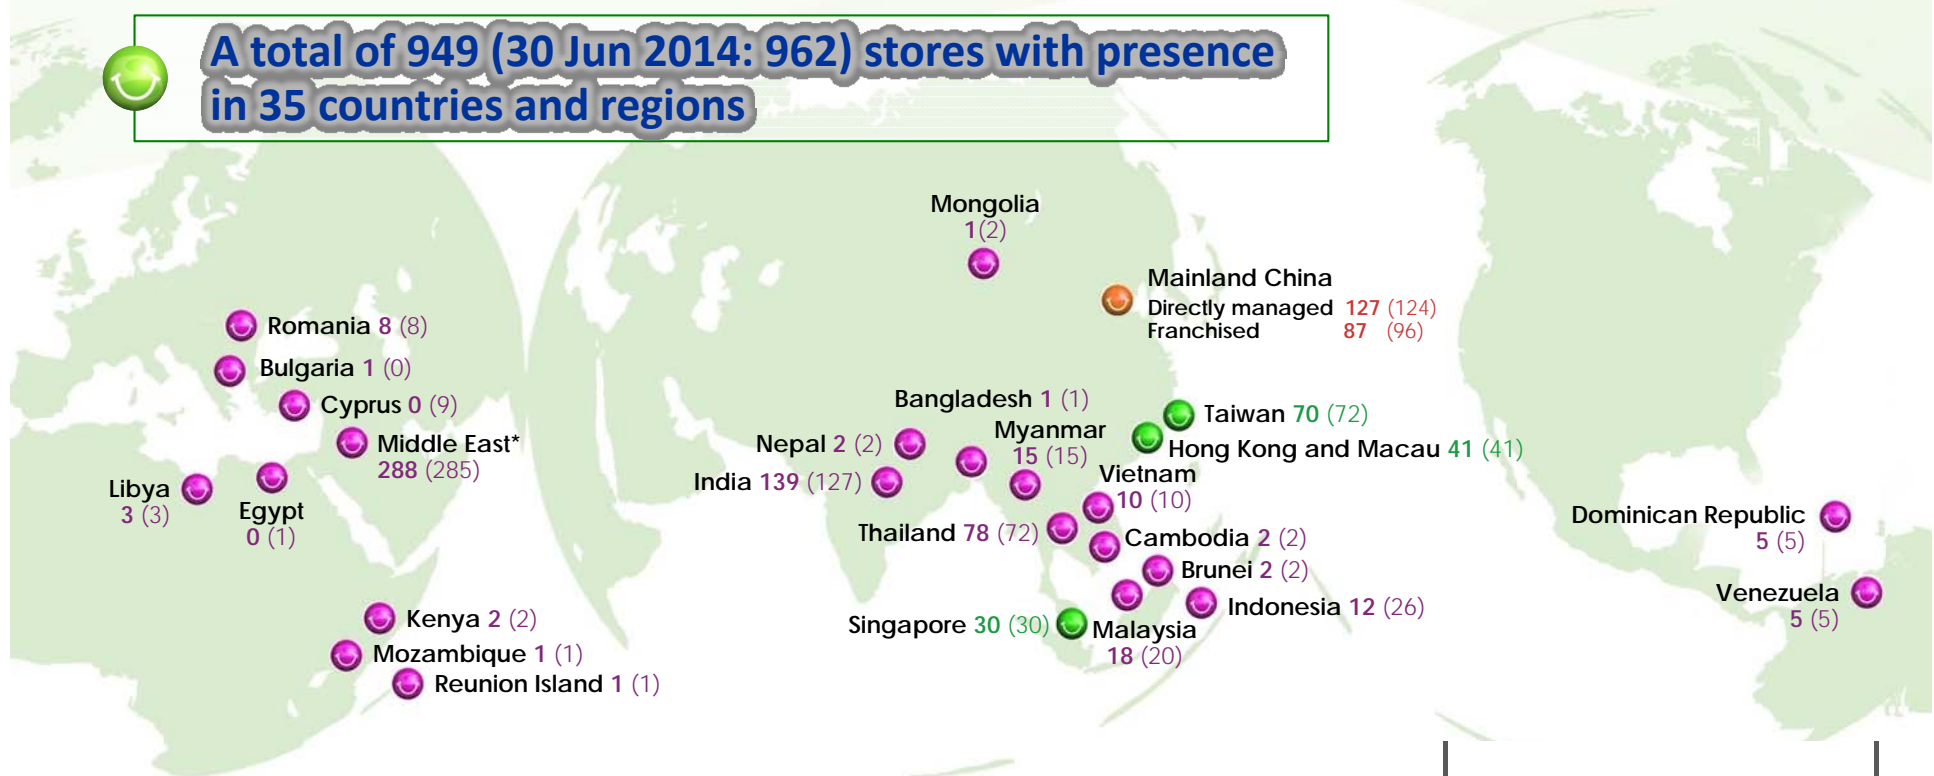 A total of 949 (30 Jun 2014: 962) stores with presence
in 35 countries and regions
Mongolia
1(2)
Mainland China
Directly managed 127 (124)
Franchised 87 (96)
Romania 8 (8)
Bulgaria 1 (0)
Cyprus 0 (9)
Middle East*
288 (285)
Libya
3 (3)
Egypt
0 (1)
Kenya 2 (2)
Mozambique 1 (1)
Reunion Island 1 (1)
Bangladesh 1 (1)
Nepal 2 (2)
Myanmar
15 (15)
India 139 (127)
Vietnam
10 (10)
Thailand 78 (72)
Cambodia 2 (2)
Brunei 2 (2)
Indonesia 12 (26)
Singapore 30 (30)
Malaysia
18 (20)
Taiwan 70 (72)
Hong Kong and Macau 41 (41)
Dominican Republic
5 (5)
Venezuela
5 (5)